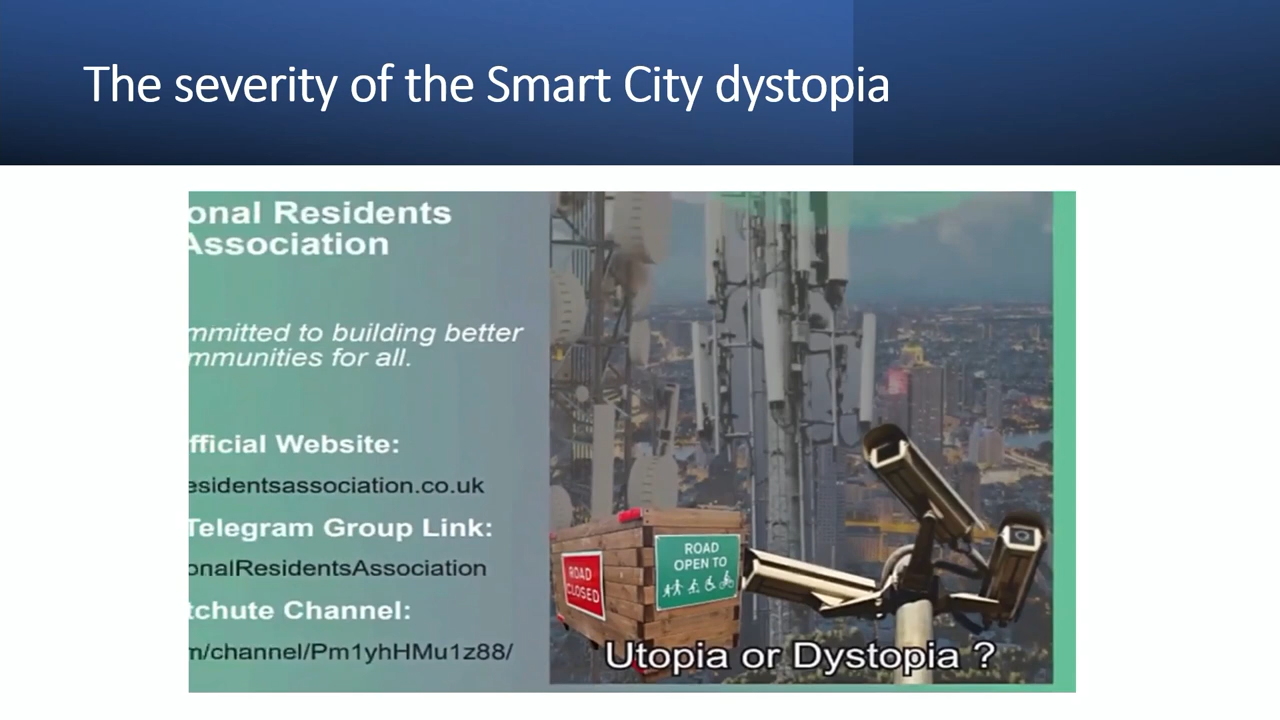 The severity of the Smart City dystopia
onal Residents
Association
mmitted to building better
mmunities for all.
fficial Website:
esidentsassociation.co.uk
Telegram Group Link:
onalResidentsAssociation
tchute Channel:
m/channel/Pm1yhHMu1z88/
ROAD
CLOSED
ROAD
OPEN TO
Utopia or Dystopia ?